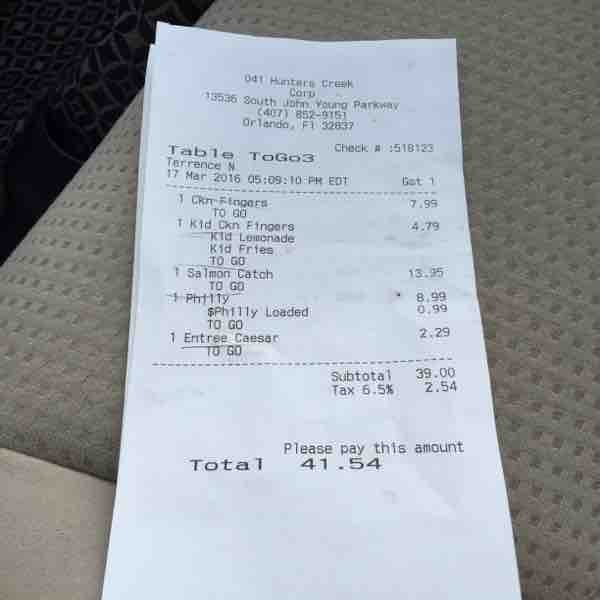 041 Hunters Creek
Corp
13535 South John Young Parkway
(407) 852-9151
Orlando, Fl 32837
Check # :518123
Table ToGo3
Terrence N
17 Mar 2016 05:09:10 PM EDT Gst 1
1 Ckn Fingers 7.99
TO GO
1 Kid Ckn Fingers 4.79
Kid Lemonade
Kid Fries
TO GO
1 Salmon Catch 13.95
TO GO
1 Philly 8.99
$Philly Loaded 0.99
TO GO
1 Entree Caesar 2.29
TO GO
Subtotal 39.00
Tax 6.5% 2.54
Please pay this amount
Total 41.54